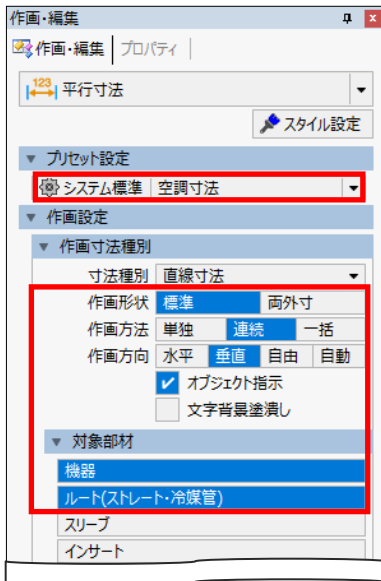 作画・編集
作画・編集 プロパティ
123 平行寸法
スタイル設定
プリセット設定
システム標準 空調寸法
作画設定
作画寸法種別
寸法種別 直線寸法
作画形状 標準 両外寸
作画方法 単独 連続 一括
作画方向 水平 垂直 自由 自動
オブジェクト指示
文字背景塗潰し
対象部材
機器
ルート(ストレート・冷媒管)
スリーブ
インサート